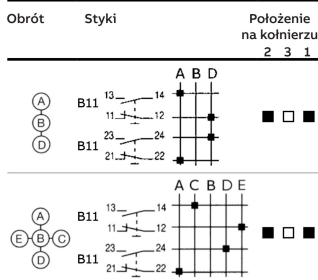 Obrót Styki Położenie
na kołnierzu
2 3 1
A B D
A
B
D
B11 13 14
11 12
23 24
B11 21 22
A C B D E
A
E B C
D
B11 13 14
11 12
23 24
B11 21 22